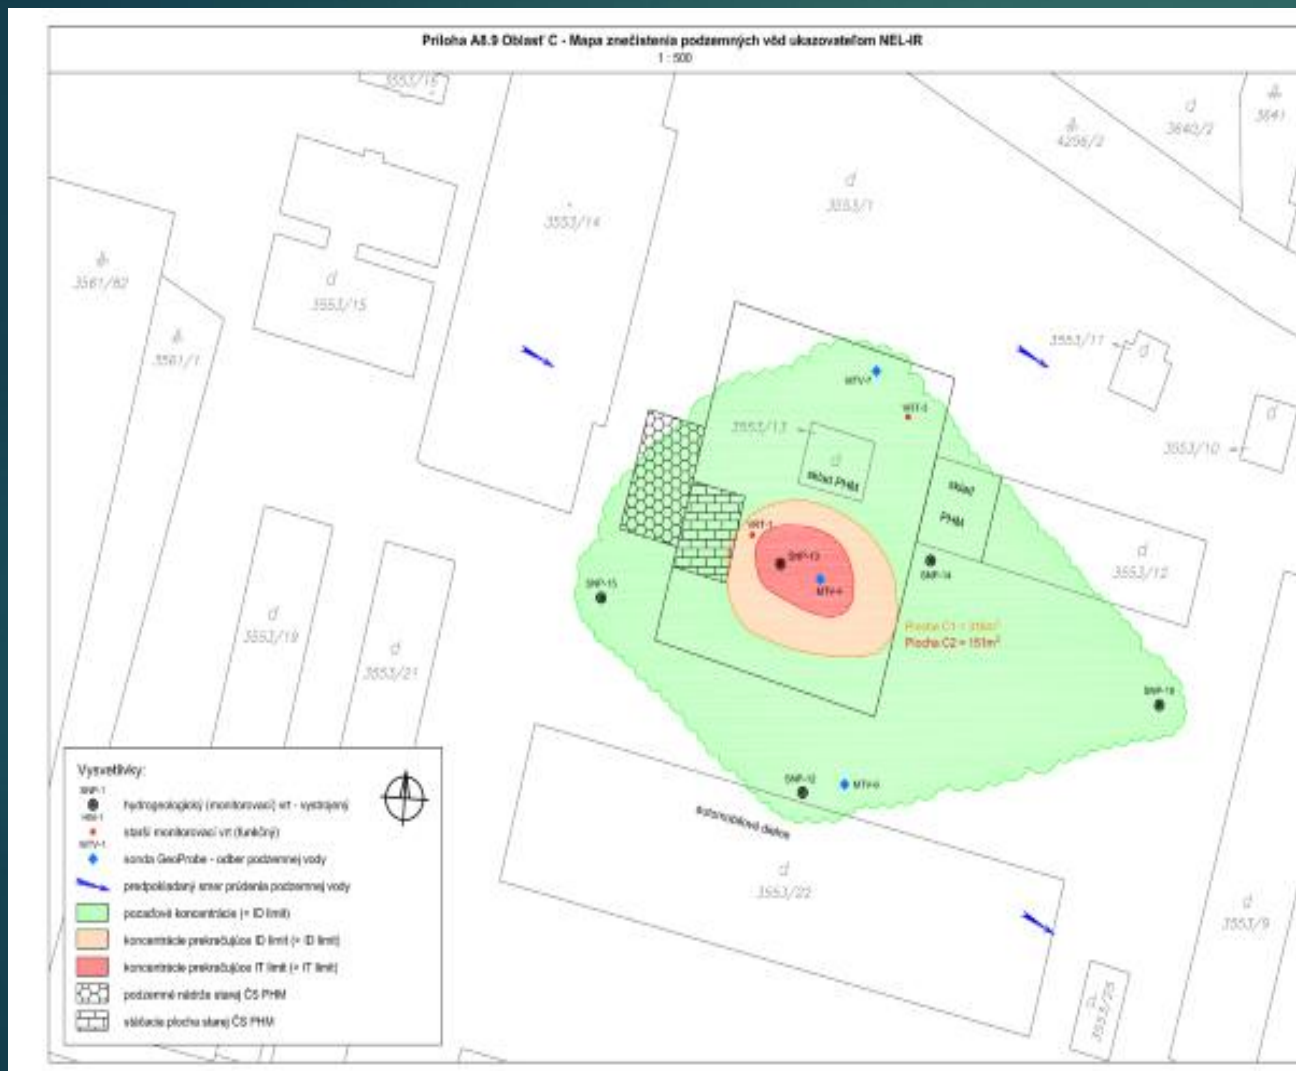 Príloha A8.9 Oblasť C - Mapa znečistenia podzemných vôd ukazovateľom NEL-IR
1 : 500
d
3640/2
3641
4256/2
d
3553/1
3553/14
3561/82
d
3553/15
3561/1
3553/11
d
d
3553/10
MTV-7
3553/13
d
sklad PHM
sklad
PHM
SNP-13
SNP-14
SNP-15
d
3553/12
d
3553/19
d
3553/21
Plocha C2 = 151m²
SNP-12
MTV-6
automobilové dielne
d
3553/22
d
3553/9
Vysvetlivky:
SNP-1
hydrogeologický (monitorovací) vrt - vystrojený
starší monitorovací vrt (funkčný)
MTV-1
sonda GeoProbe - odber podzemnej vody
predpokladaný smer prúdenia podzemnej vody
pozaďové koncentrácie (< ID limit)
koncentrácie prekračujúce ID limit (> ID limit)
koncentrácie prekračujúce IT limit (> IT limit)
podzemné nádrže starej ČS PHM
stáčacia plocha starej ČS PHM